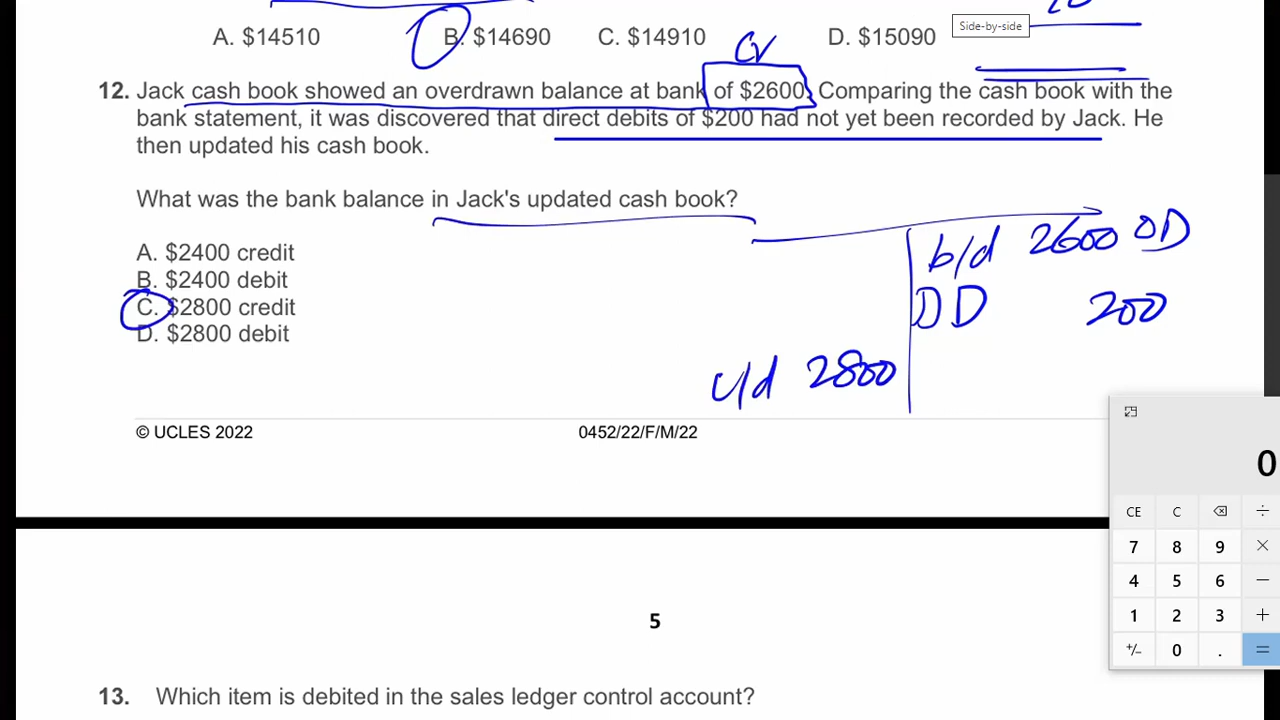 A. $14510 B. $14690 C. $14910 D. $15090
Side-by-side
Cr
12. Jack cash book showed an overdrawn balance at bank of $2600. Comparing the cash book with the
bank statement, it was discovered that direct debits of $200 had not yet been recorded by Jack. He
then updated his cash book.
What was the bank balance in Jack's updated cash book?
A. $2400 credit
B. $2400 debit
C. $2800 credit
D. $2800 debit
b/d 2600 OD
DD 200
c/d 2800
© UCLES 2022 0452/22/F/M/22
0
CE C ⌫ ÷
7 8 9 ×
4 5 6 −
1 2 3 +
+/− 0 . =
5
13. Which item is debited in the sales ledger control account?